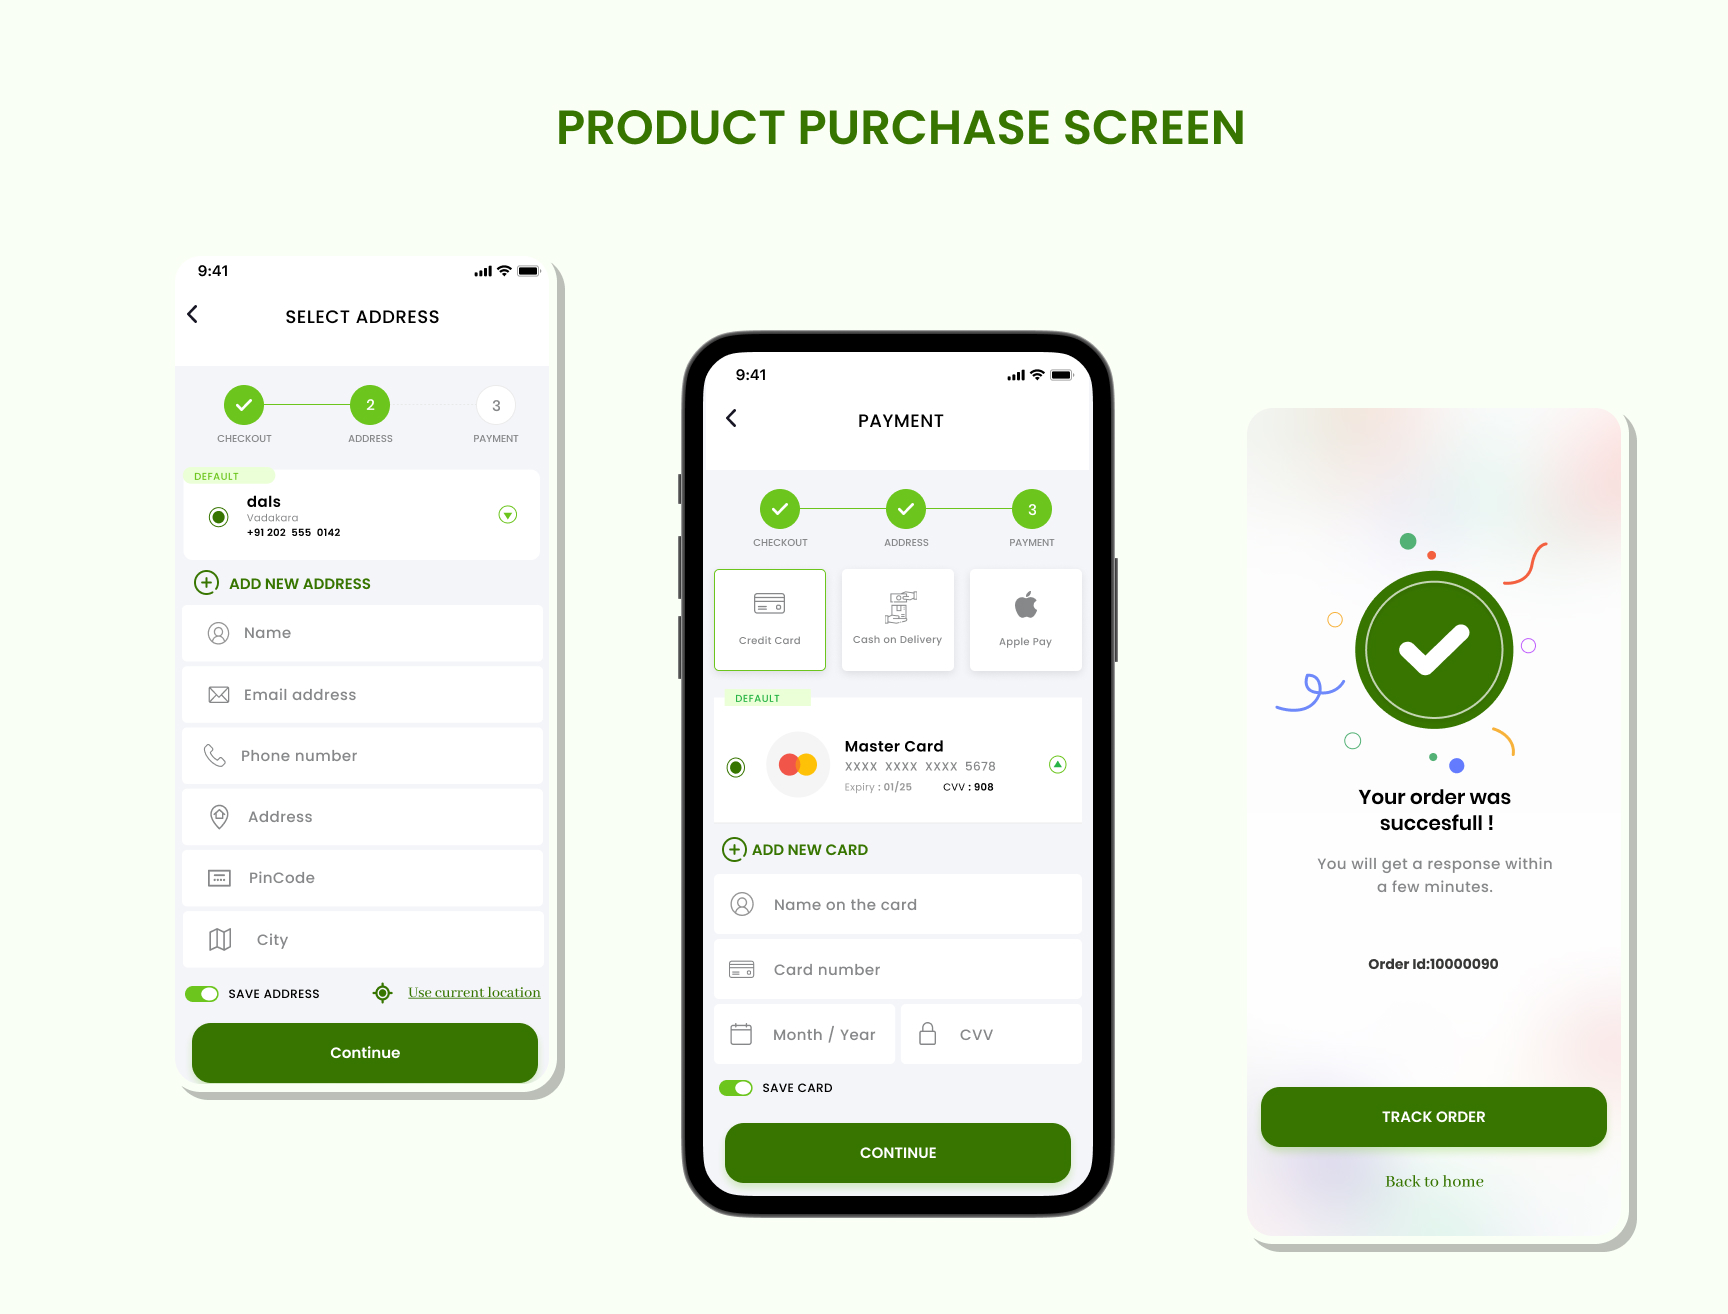 PRODUCT PURCHASE SCREEN
9:41
SELECT ADDRESS
2
3
CHECKOUT
ADDRESS
PAYMENT
DEFAULT
dals
Vadakara
+91 202 555 0142
ADD NEW ADDRESS
Name
Email address
Phone number
Address
PinCode
City
SAVE ADDRESS
Use current location
Continue
9:41
PAYMENT
3
CHECKOUT
ADDRESS
PAYMENT
Credit Card
Cash on Delivery
Apple Pay
DEFAULT
Master Card
XXXX XXXX XXXX 5678
Expiry : 01/25 CVV : 908
ADD NEW CARD
Name on the card
Card number
Month / Year
CVV
SAVE CARD
CONTINUE
Your order was
succesfull !
You will get a response within
a few minutes.
Order Id:10000090
TRACK ORDER
Back to home